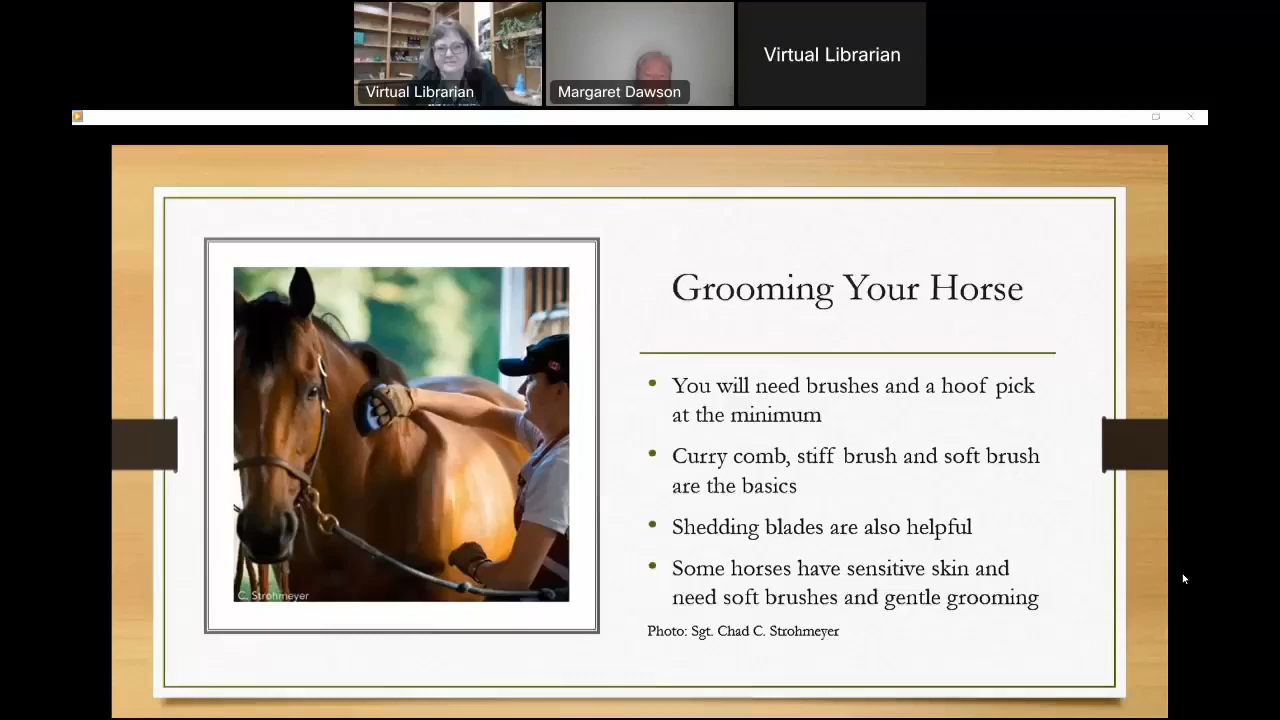 Virtual Librarian
Margaret Dawson
Virtual Librarian
Grooming Your Horse
• You will need brushes and a hoof pick
at the minimum
• Curry comb, stiff brush and soft brush
are the basics
• Shedding blades are also helpful
• Some horses have sensitive skin and
need soft brushes and gentle grooming
C. Strohmeyer
Photo: Sgt. Chad C. Strohmeyer